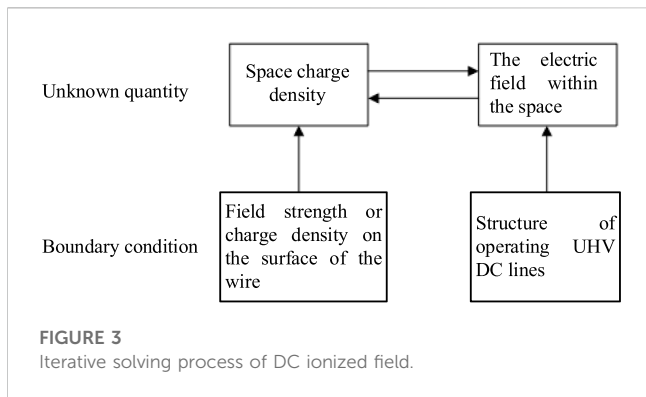 Unknown quantity
Space charge
density
The electric
field within
the space
Boundary condition
Field strength or
charge density on
the surface of the
wire
Structure of
operating UHV
DC lines
FIGURE 3
Iterative solving process of DC ionized field.